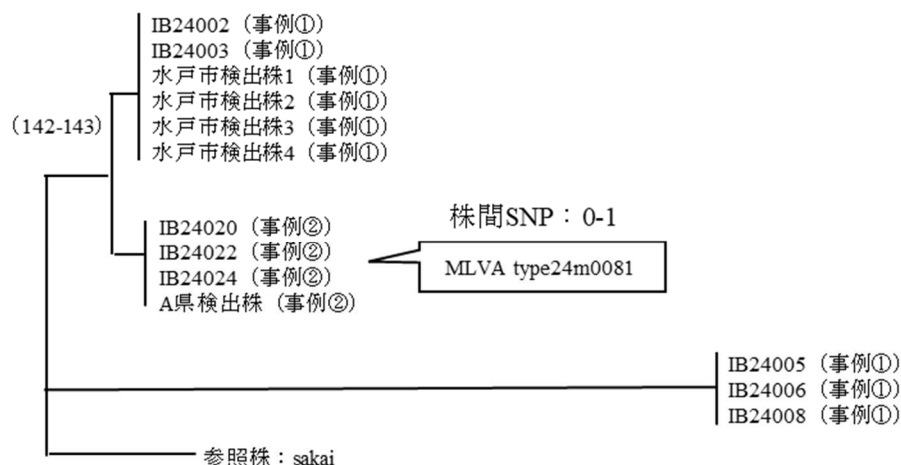 IB24002（事例①）
IB24003（事例①）
水戸市検出株1（事例①）
水戸市検出株2（事例①）
水戸市検出株3（事例①）
水戸市検出株4（事例①）
（142-143）
IB24020（事例②）
IB24022（事例②）
IB24024（事例②）
A県検出株（事例②）
株間SNP：0-1
MLVA type24m0081
IB24005（事例①）
IB24006（事例①）
IB24008（事例①）
参照株：sakai